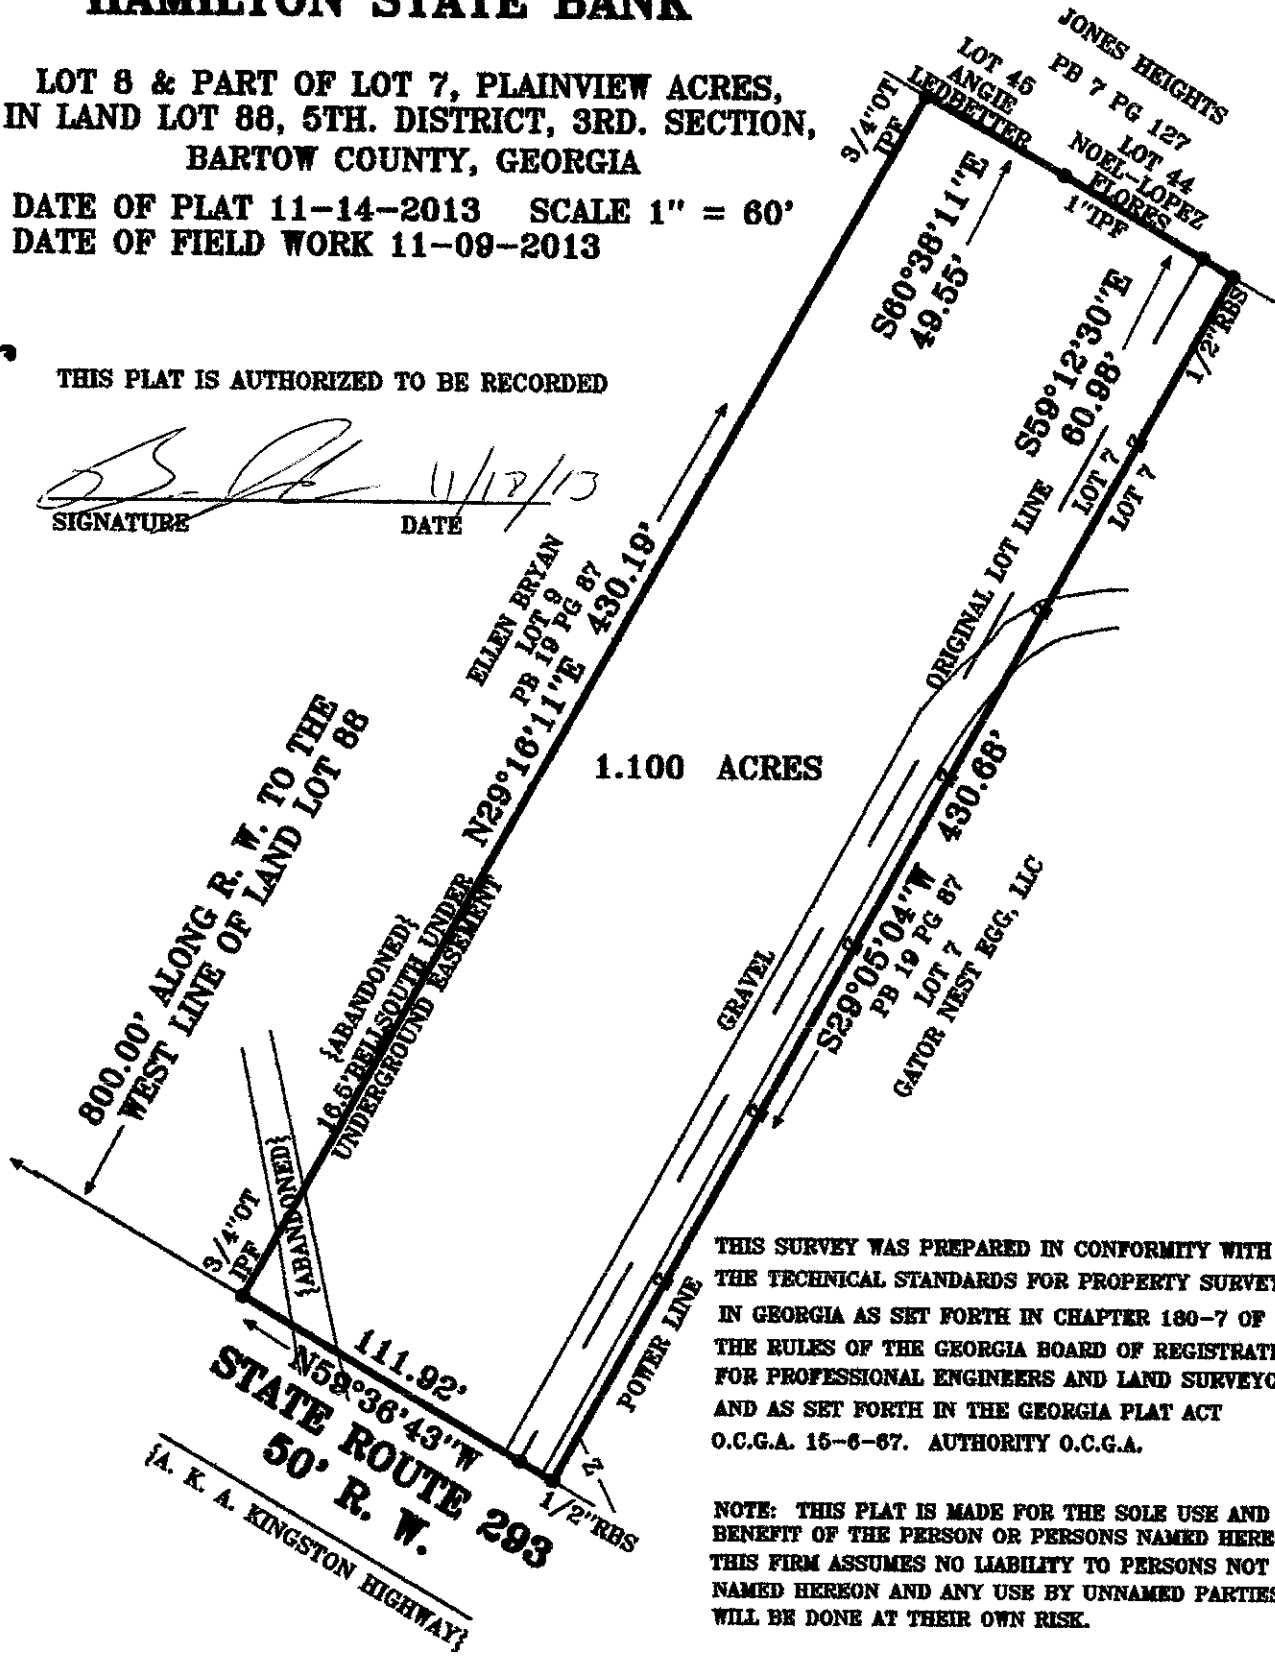 HAMILTON STATE BANK
LOT 8 & PART OF LOT 7, PLAINVIEW ACRES,
IN LAND LOT 88, 5TH. DISTRICT, 3RD. SECTION,
BARTOW COUNTY, GEORGIA
DATE OF PLAT 11-14-2013 SCALE 1" = 60'
DATE OF FIELD WORK 11-09-2013
THIS PLAT IS AUTHORIZED TO BE RECORDED
SIGNATURE DATE
JONES HEIGHTS
PB 7 PG 127
LOT 45
ANGIE
LEDBETTER
LOT 44
NOEL-LOPEZ
FLORES
1"IPF
3/4"OT
IPF
S60°38'11"E
49.55'
S59°12'30"E
60.98'
1/2"RBS
LOT 7
LOT 7
ORIGINAL LOT LINE
ELLEN BRYAN
LOT 9
PB 19 PG 87
N29°16'11"E 430.19'
1.100 ACRES
800.00' ALONG R. W. TO THE
WEST LINE OF LAND LOT 88
{ABANDONED}
16.5'BELLSOUTH UNDER
UNDERGROUND EASEMENT
{ABANDONED}
3/4"OT
IPF
GRAVEL
S29°05'04"W 430.68'
PB 19 PG 87
LOT 7
GATOR NEST EGG, LLC
POWER LINE
111.92'
N59°36'43"W
STATE ROUTE 293
50' R. W.
{A. K. A. KINGSTON HIGHWAY}
1/2"RBS
THIS SURVEY WAS PREPARED IN CONFORMITY WITH
THE TECHNICAL STANDARDS FOR PROPERTY SURVEY
IN GEORGIA AS SET FORTH IN CHAPTER 180-7 OF
THE RULES OF THE GEORGIA BOARD OF REGISTRATI
FOR PROFESSIONAL ENGINEERS AND LAND SURVEYO
AND AS SET FORTH IN THE GEORGIA PLAT ACT
O.C.G.A. 15-6-67. AUTHORITY O.C.G.A.
NOTE: THIS PLAT IS MADE FOR THE SOLE USE AND
BENEFIT OF THE PERSON OR PERSONS NAMED HERE
THIS FIRM ASSUMES NO LIABILITY TO PERSONS NOT
NAMED HEREON AND ANY USE BY UNNAMED PARTIES
WILL BE DONE AT THEIR OWN RISK.